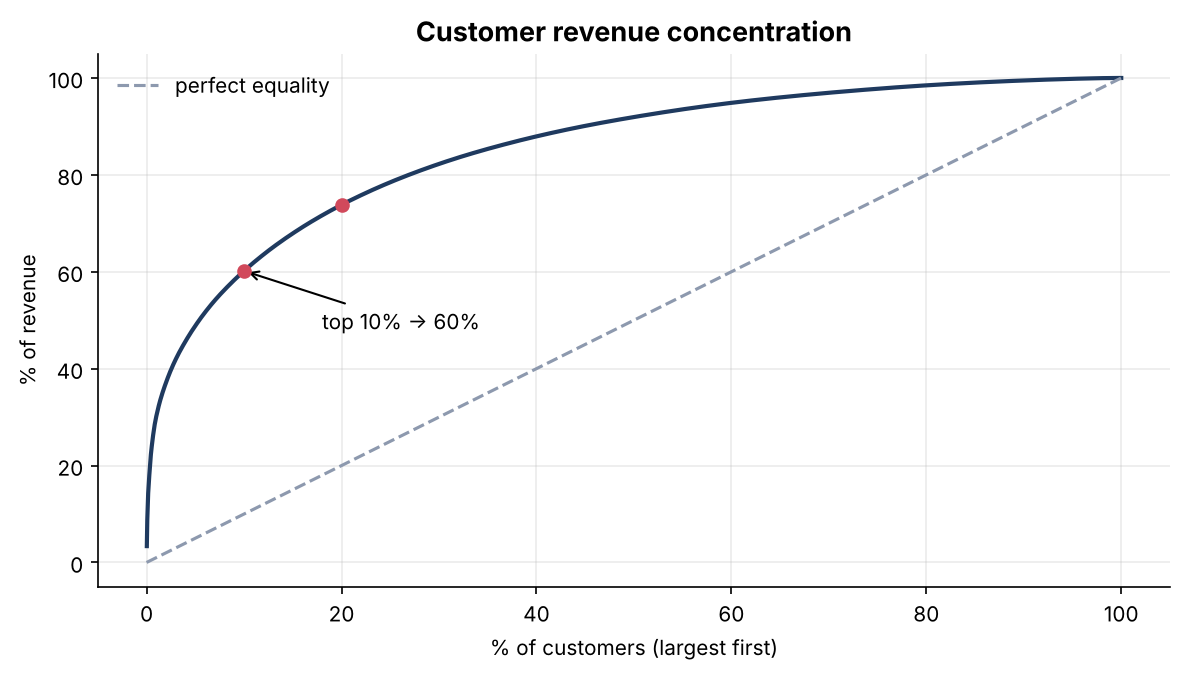 Customer revenue concentration
perfect equality
100
80
60
40
20
0
% of revenue
top 10% → 60%
0 20 40 60 80 100
% of customers (largest first)